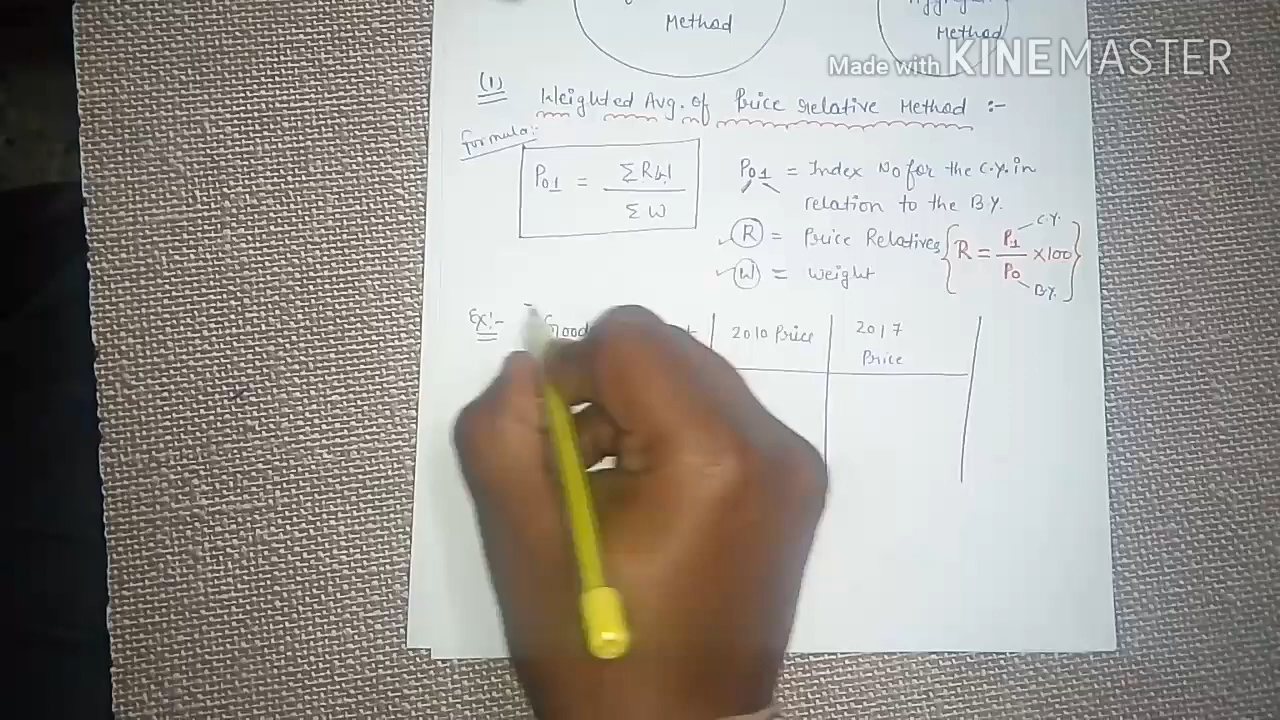 Method
Method
Made with KINEMASTER
(1) Weighted Avg. of Price Relative Method :-
Formula:-
P01 = ΣRW / ΣW
P01 = Index No for the C.Y. in
relation to the B.Y.
R = Price Relatives { R = P1 / P0 ×100 }
C.Y.
B.Y.
W = Weight
Ex:-
2010 Price
2017
Price